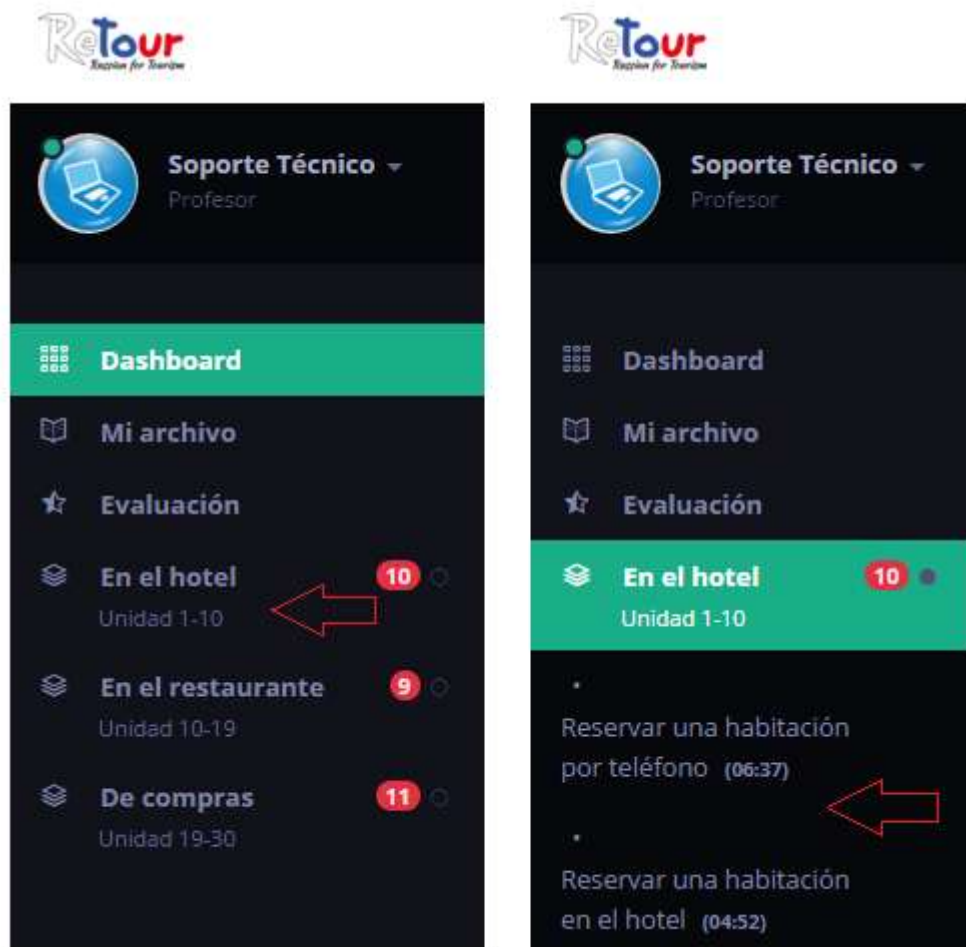 ReTour
Russian for Tourism
Soporte Técnico
Profesor
Dashboard
Mi archivo
Evaluación
En el hotel 10
Unidad 1-10
En el restaurante 9
Unidad 10-19
De compras 11
Unidad 19-30
ReTour
Russian for Tourism
Soporte Técnico
Profesor
Dashboard
Mi archivo
Evaluación
En el hotel 10
Unidad 1-10
Reservar una habitación
por teléfono (06:37)
Reservar una habitación
en el hotel (04:52)